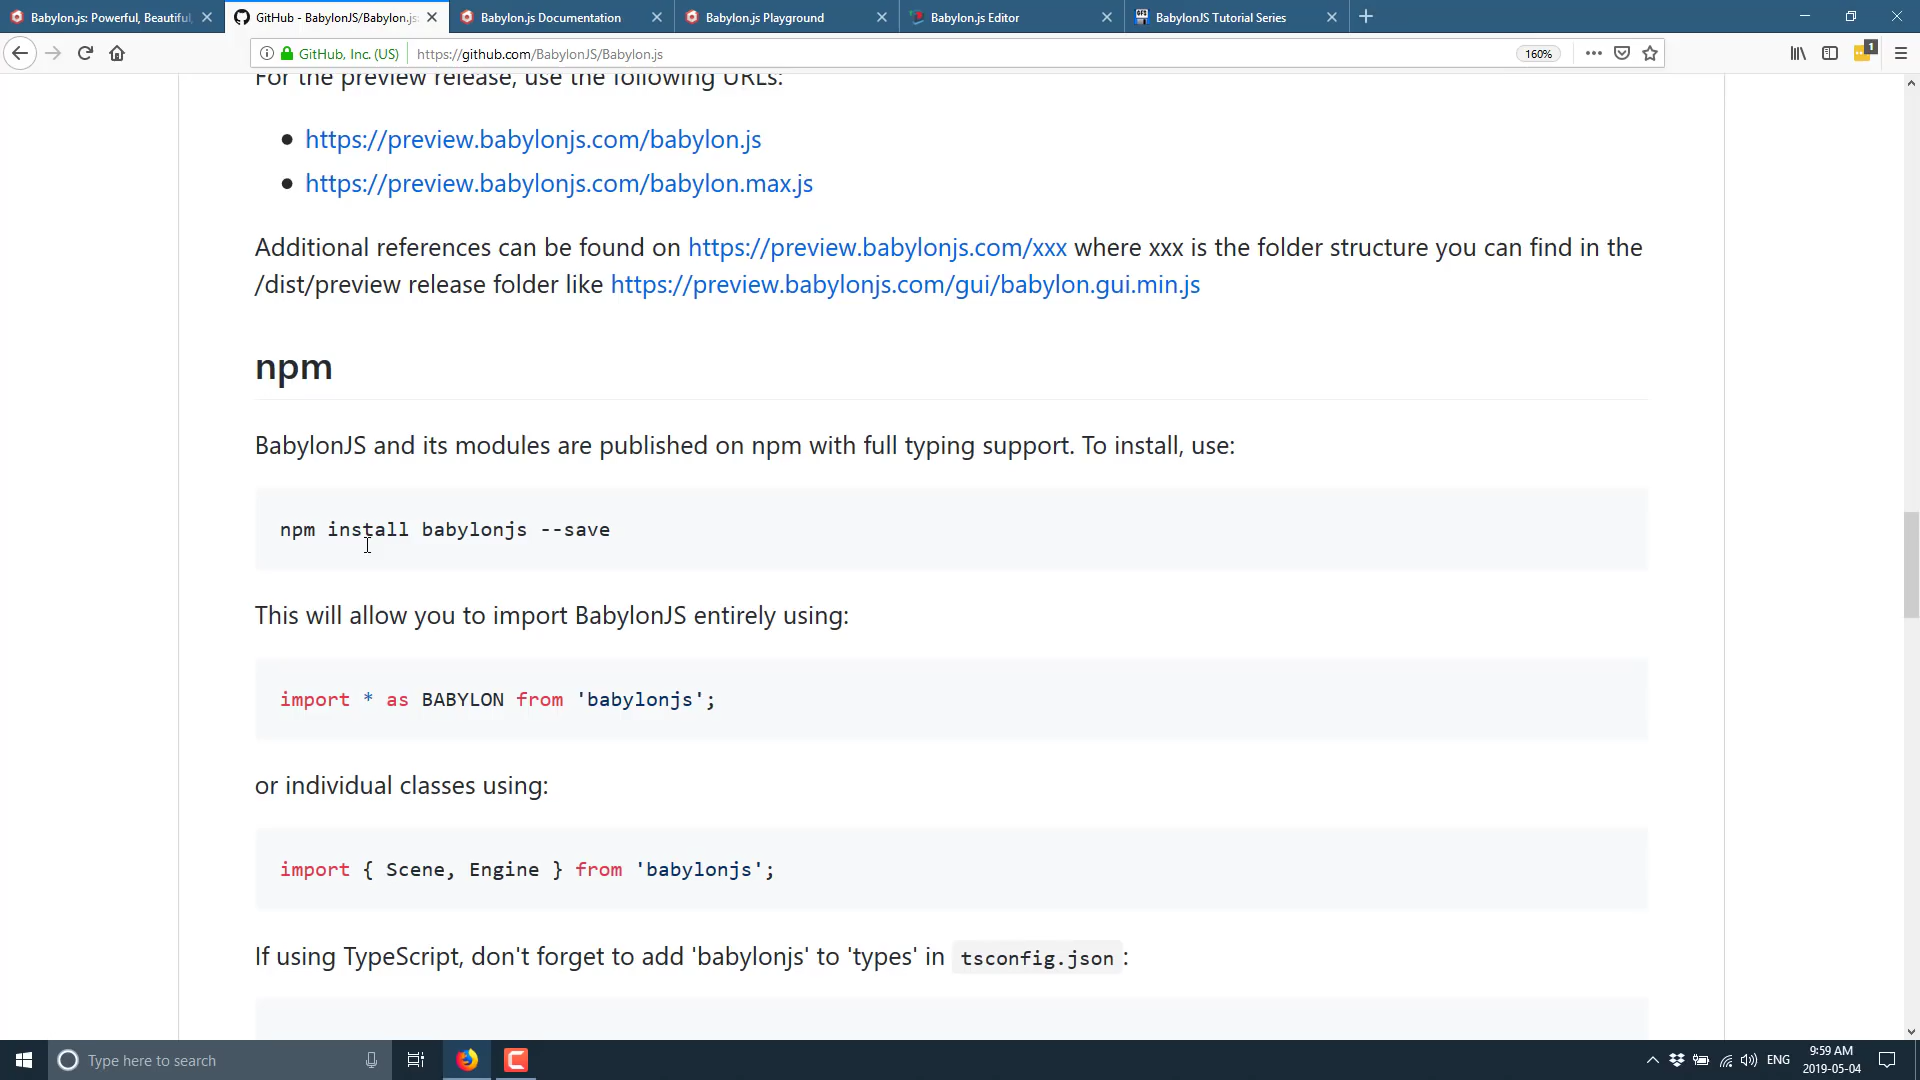 Babylon.js: Powerful, Beautiful,
GitHub - BabylonJS/Babylon.js:
Babylon.js Documentation
Babylon.js Playground
Babylon.js Editor
BabylonJS Tutorial Series
GitHub, Inc. (US)
https://github.com/BabylonJS/Babylon.js
160%
1
For the preview release, use the following URLs:
https://preview.babylonjs.com/babylon.js
https://preview.babylonjs.com/babylon.max.js
Additional references can be found on https://preview.babylonjs.com/xxx where xxx is the folder structure you can find in the
/dist/preview release folder like https://preview.babylonjs.com/gui/babylon.gui.min.js
npm
BabylonJS and its modules are published on npm with full typing support. To install, use:
npm install babylonjs --save
This will allow you to import BabylonJS entirely using:
import * as BABYLON from 'babylonjs';
or individual classes using:
import { Scene, Engine } from 'babylonjs';
If using TypeScript, don't forget to add 'babylonjs' to 'types' in tsconfig.json :
Type here to search
ENG
9:59 AM
2019-05-04